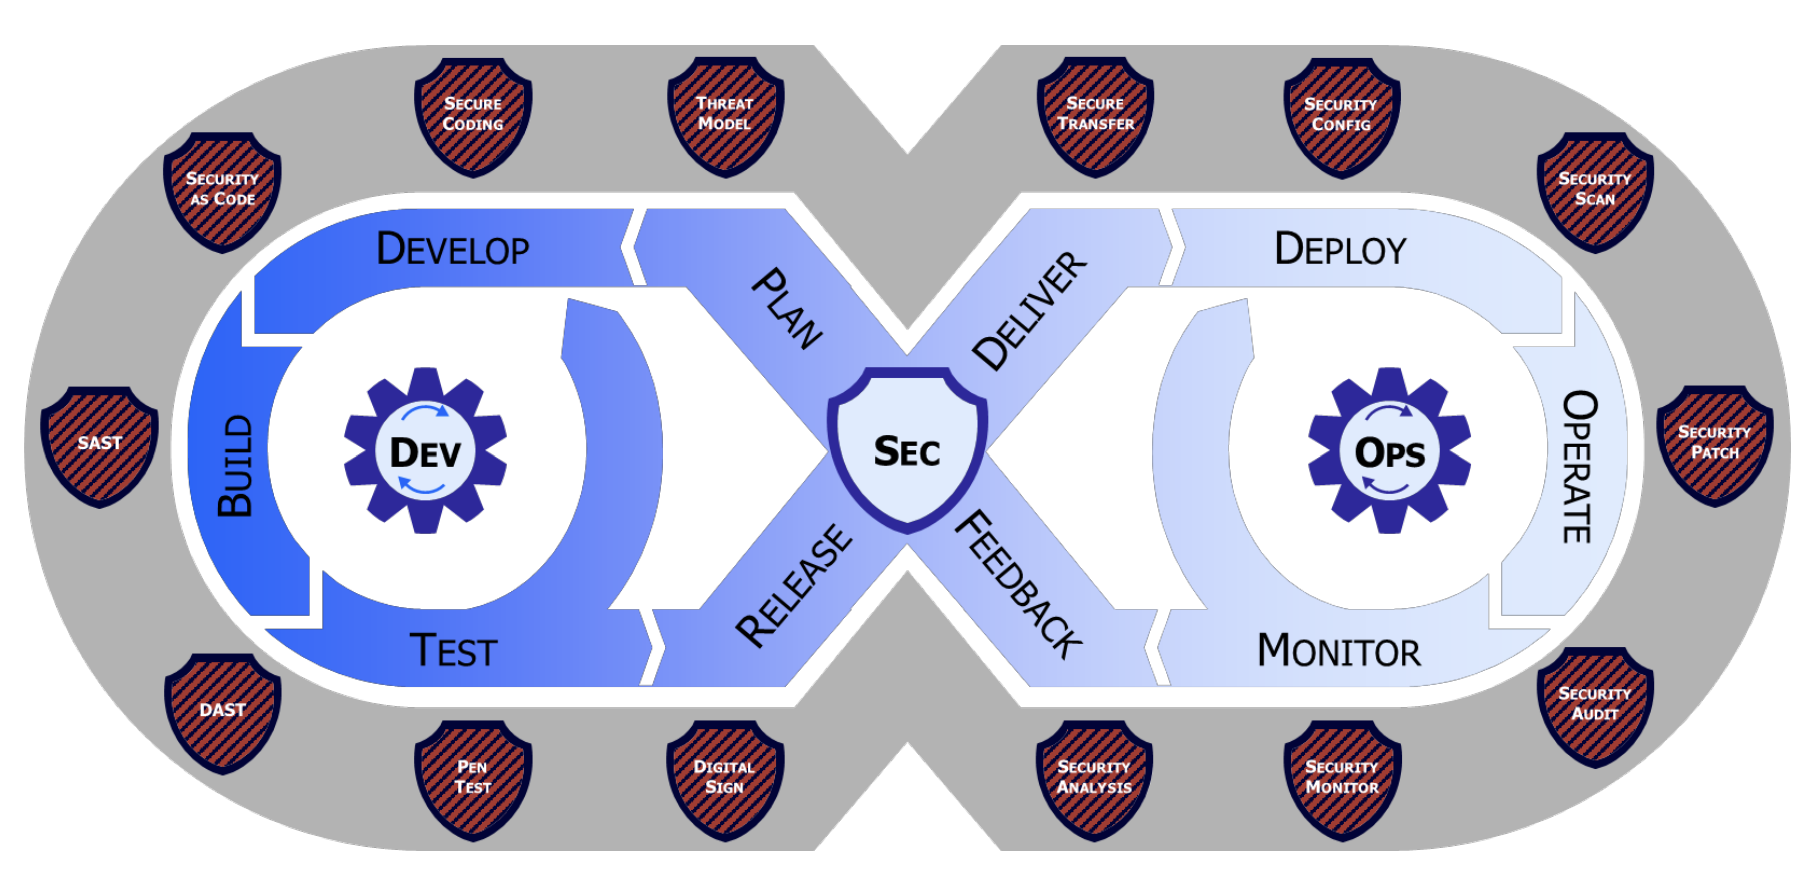 SECURE
CODING
THREAT
MODEL
SECURE
TRANSFER
SECURITY
CONFIG
SECURITY
AS CODE
SECURITY
SCAN
DEVELOP
PLAN
DELIVER
DEPLOY
SAST
BUILD
DEV
SEC
OPS
OPERATE
SECURITY
PATCH
TEST
RELEASE
FEEDBACK
MONITOR
DAST
SECURITY
AUDIT
PEN
TEST
DIGITAL
SIGN
SECURITY
ANALYSIS
SECURITY
MONITOR